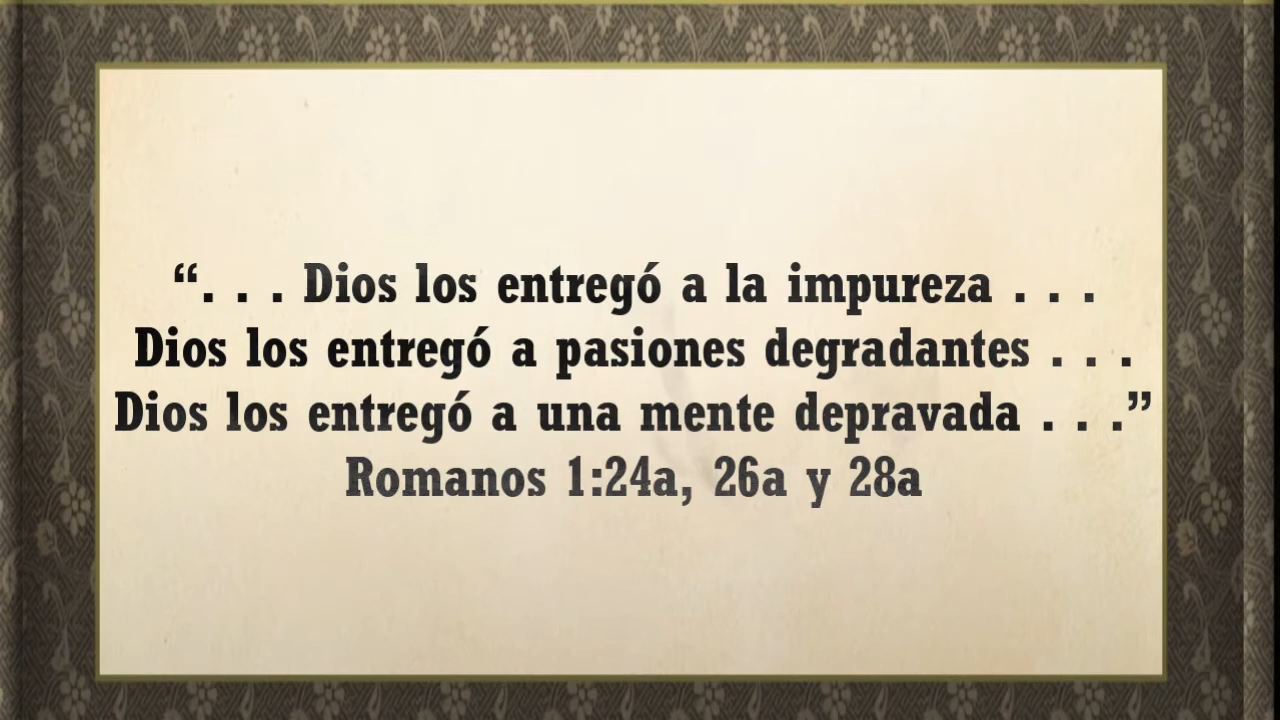 “. . . Dios los entregó a la impureza . . .
Dios los entregó a pasiones degradantes . . .
Dios los entregó a una mente depravada . . .”
Romanos 1:24a, 26a y 28a